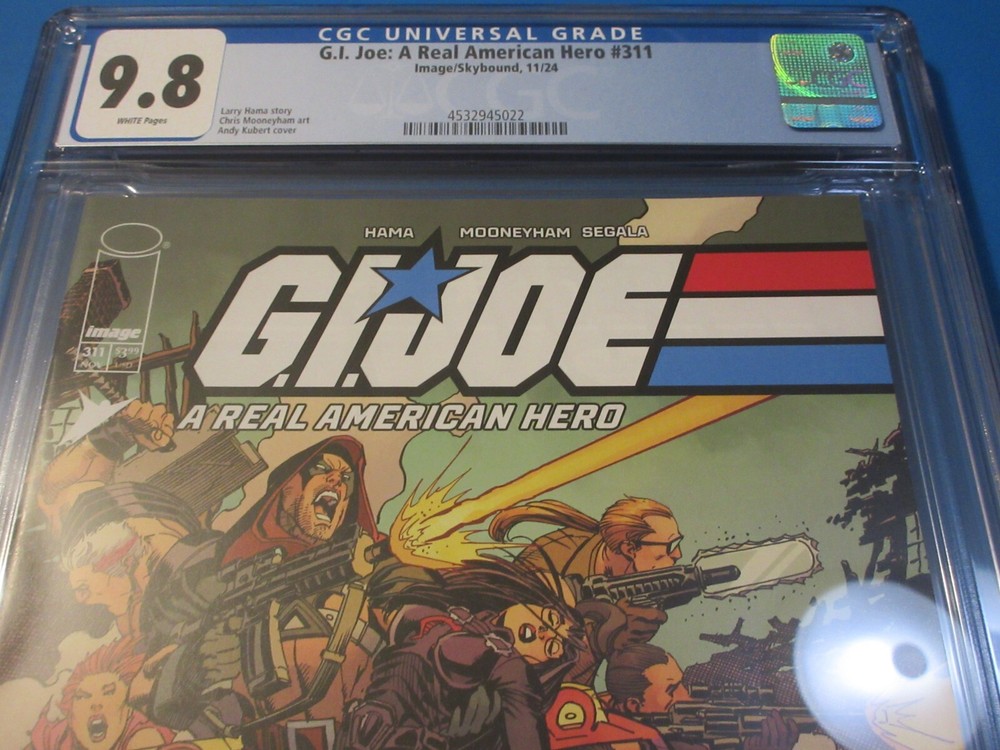 CGC UNIVERSAL GRADE
G.I. Joe: A Real American Hero #311
Image/Skybound, 11/24
9.8
WHITE Pages
Larry Hama story
Chris Mooneyham art
Andy Kubert cover
4532945022
HAMA MOONEYHAM SEGALA
G.I. JOE
A REAL AMERICAN HERO
image
311 $3.99
NOV